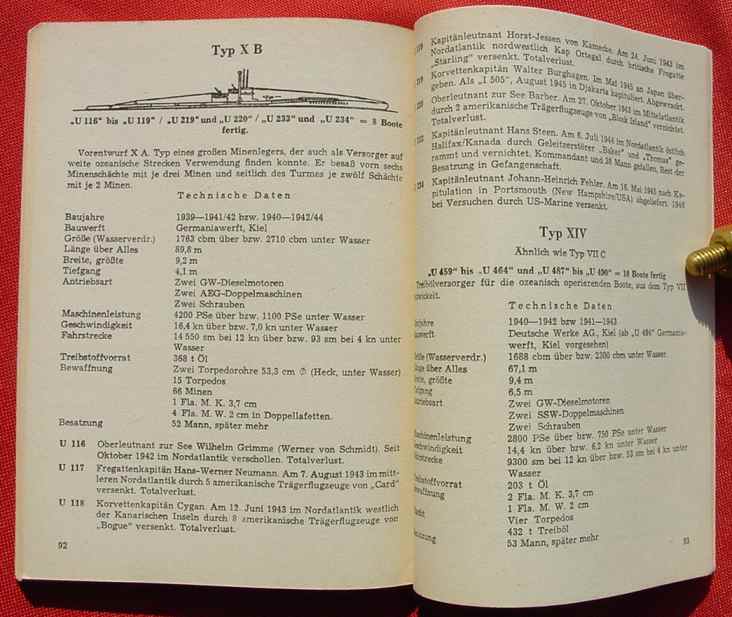 Typ X B
„U 116" bis „U 119" / „U 219" und „U 220" / „U 233" und „U 234" = 8 Boote
fertig.
Vorentwurf X A. Typ eines großen Minenlegers, der auch als Versorger auf
weite ozeanische Strecken Verwendung finden konnte. Er besaß vorn sechs
Minenschächte mit je drei Minen und seitlich des Turmes je zwölf Schächte
mit je 2 Minen.
Technische Daten
Baujahre 1939—1941/42 bzw. 1940—1942/44
Bauwerft Germaniawerft, Kiel
Größe (Wasserverdr.) 1763 cbm über bzw. 2710 cbm unter Wasser
Länge über Alles 89,8 m
Breite, größte 9,2 m
Tiefgang 4,1 m
Antriebsart Zwei GW-Dieselmotoren
Zwei AEG-Doppelmaschinen
Zwei Schrauben
Maschinenleistung 4200 PSe über bzw. 1100 PSe unter Wasser
Geschwindigkeit 16,4 kn über bzw. 7,0 kn unter Wasser
Fahrstrecke 14 550 sm bei 12 kn über bzw. 93 sm bei 4 kn unter
Wasser
Treibstoffvorrat 368 t Öl
Bewaffnung Zwei Torpedorohre 53,3 cm ∅ (Heck, unter Wasser)
15 Torpedos
66 Minen
1 Fla. M. K. 3,7 cm
4 Fla. M. W. 2 cm in Doppellafetten.
Besatzung 52 Mann, später mehr
U 116 Oberleutnant zur See Wilhelm Grimme (Werner von Schmidt). Seit
Oktober 1942 im Nordatlantik verschollen. Totalverlust.
U 117 Fregattenkapitän Hans-Werner Neumann. Am 7. August 1943 im mitt-
leren Nordatlantik durch 5 amerikanische Trägerflugzeuge von „Card"
versenkt. Totalverlust.
U 118 Korvettenkapitän Cygan. Am 12. Juni 1943 im Nordatlantik westlich
der Kanarischen Inseln durch 8 amerikanische Trägerflugzeuge von
„Bogue" versenkt. Totalverlust.
92
Kapitänleutnant Horst-Jessen von Kamecke. Am 24. Juni 1943 im
Nordatlantik nordwestlich Kap Ortegal durch britische Fregatte
„Starling" versenkt. Totalverlust.
Korvettenkapitän Walter Burghagen. Im Mai 1945 an Japan über-
geben. Als „I 505", August 1945 in Djakarta kapituliert. Abgewrackt.
Oberleutnant zur See Barber. Am 27. Oktober 1943 im Mittelatlantik
durch 2 amerikanische Trägerflugzeuge von „Block Island" vernichtet.
Totalverlust.
Kapitänleutnant Hans Steen. Am 5. Juli 1944 im Nordatlantik östlich
Halifax/Kanada durch Geleitzerstörer „Baker" und „Thomas" ge-
rammt und vernichtet. Kommandant und 28 Mann gefallen, Rest der
Besatzung in Gefangenschaft.
Kapitänleutnant Johann-Heinrich Fehler. Am 16. Mai 1945 nach Ka-
pitulation in Portsmouth (New Hampshire/USA) abgeliefert. 1946
bei Versuchen durch US-Marine versenkt.
Typ XIV
Ähnlich wie Typ VII C
„U 459" bis „U 464" und „U 487" bis „U 490" = 10 Boote fertig
Treibölversorger für die ozeanisch operierenden Boote, aus dem Typ VII
Technische Daten
1940—1942 bzw 1941—1943
Deutsche Werke AG, Kiel (ab „U 464" Germania-
werft, Kiel vorgesehen)
(Wasserverdr.) 1688 cbm über bzw. 2300 cbm unter Wasser
über Alles 67,1 m
größte 9,4 m
6,5 m
Zwei GW-Dieselmotoren
Zwei SSW-Doppelmaschinen
Zwei Schrauben
2800 PSe über bzw. 750 PSe unter Wasser
14,4 kn über bzw. 6,2 kn unter Wasser
9300 sm bei 12 kn über bzw. 53 sm bei 4 kn unter
Wasser
203 t Öl
2 Fla. M. K. 3,7 cm
1 Fla. M. W. 2 cm
Vier Torpedos
432 t Treiböl
53 Mann, später mehr
93